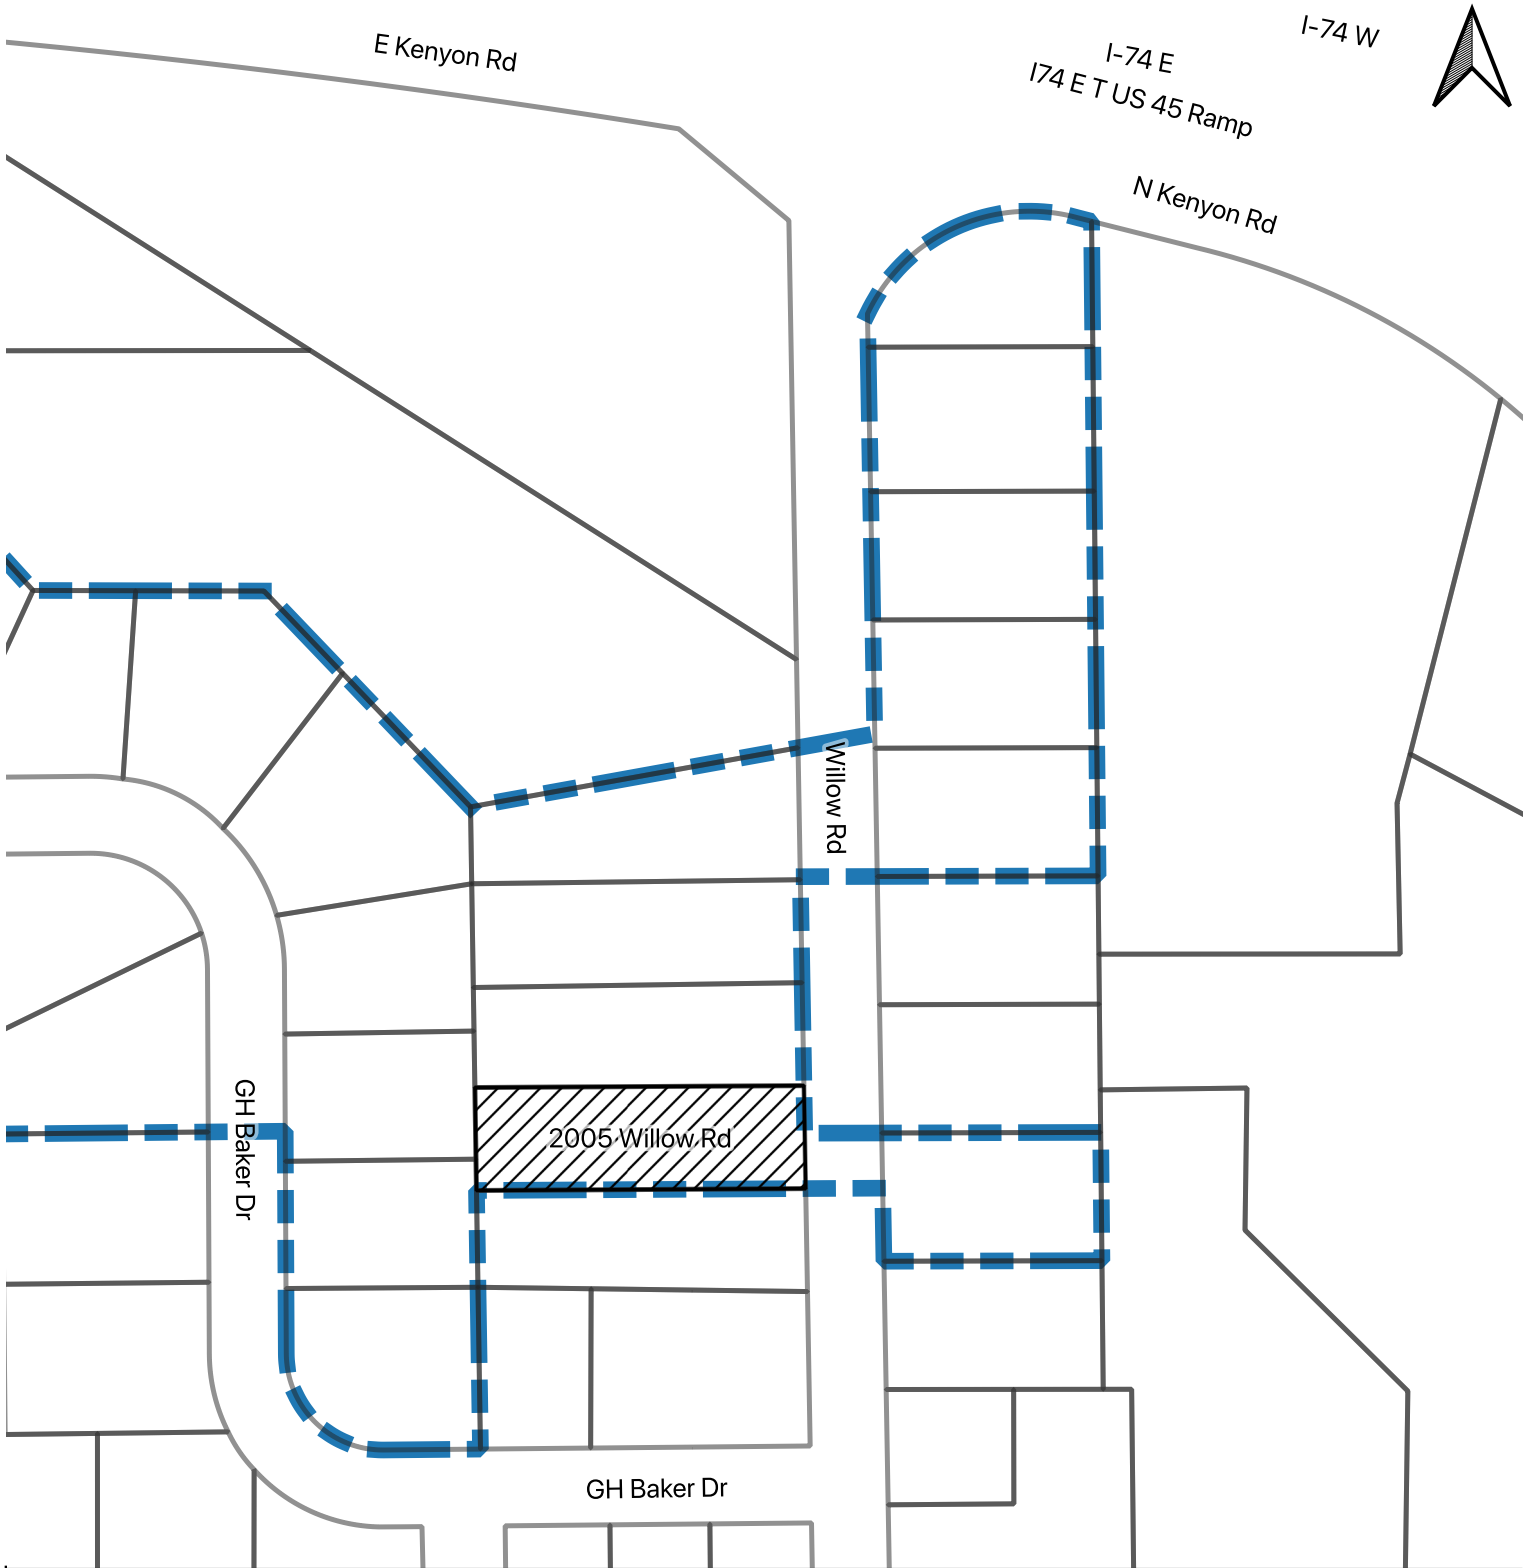 I-74 W
E Kenyon Rd
I-74 E
I74 E T US 45 Ramp
N Kenyon Rd
Willow Rd
GH Baker Dr
2005 Willow Rd
GH Baker Dr